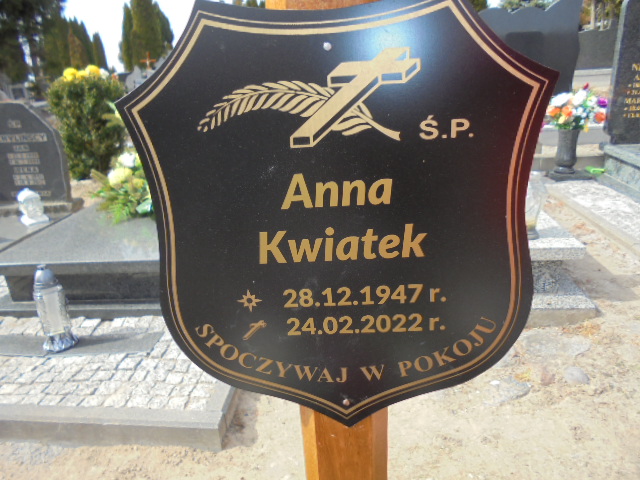 Ś.P.
Anna
Kwiatek
28.12.1947 r.
24.02.2022 r.
SPOCZYWAJ W POKOJU